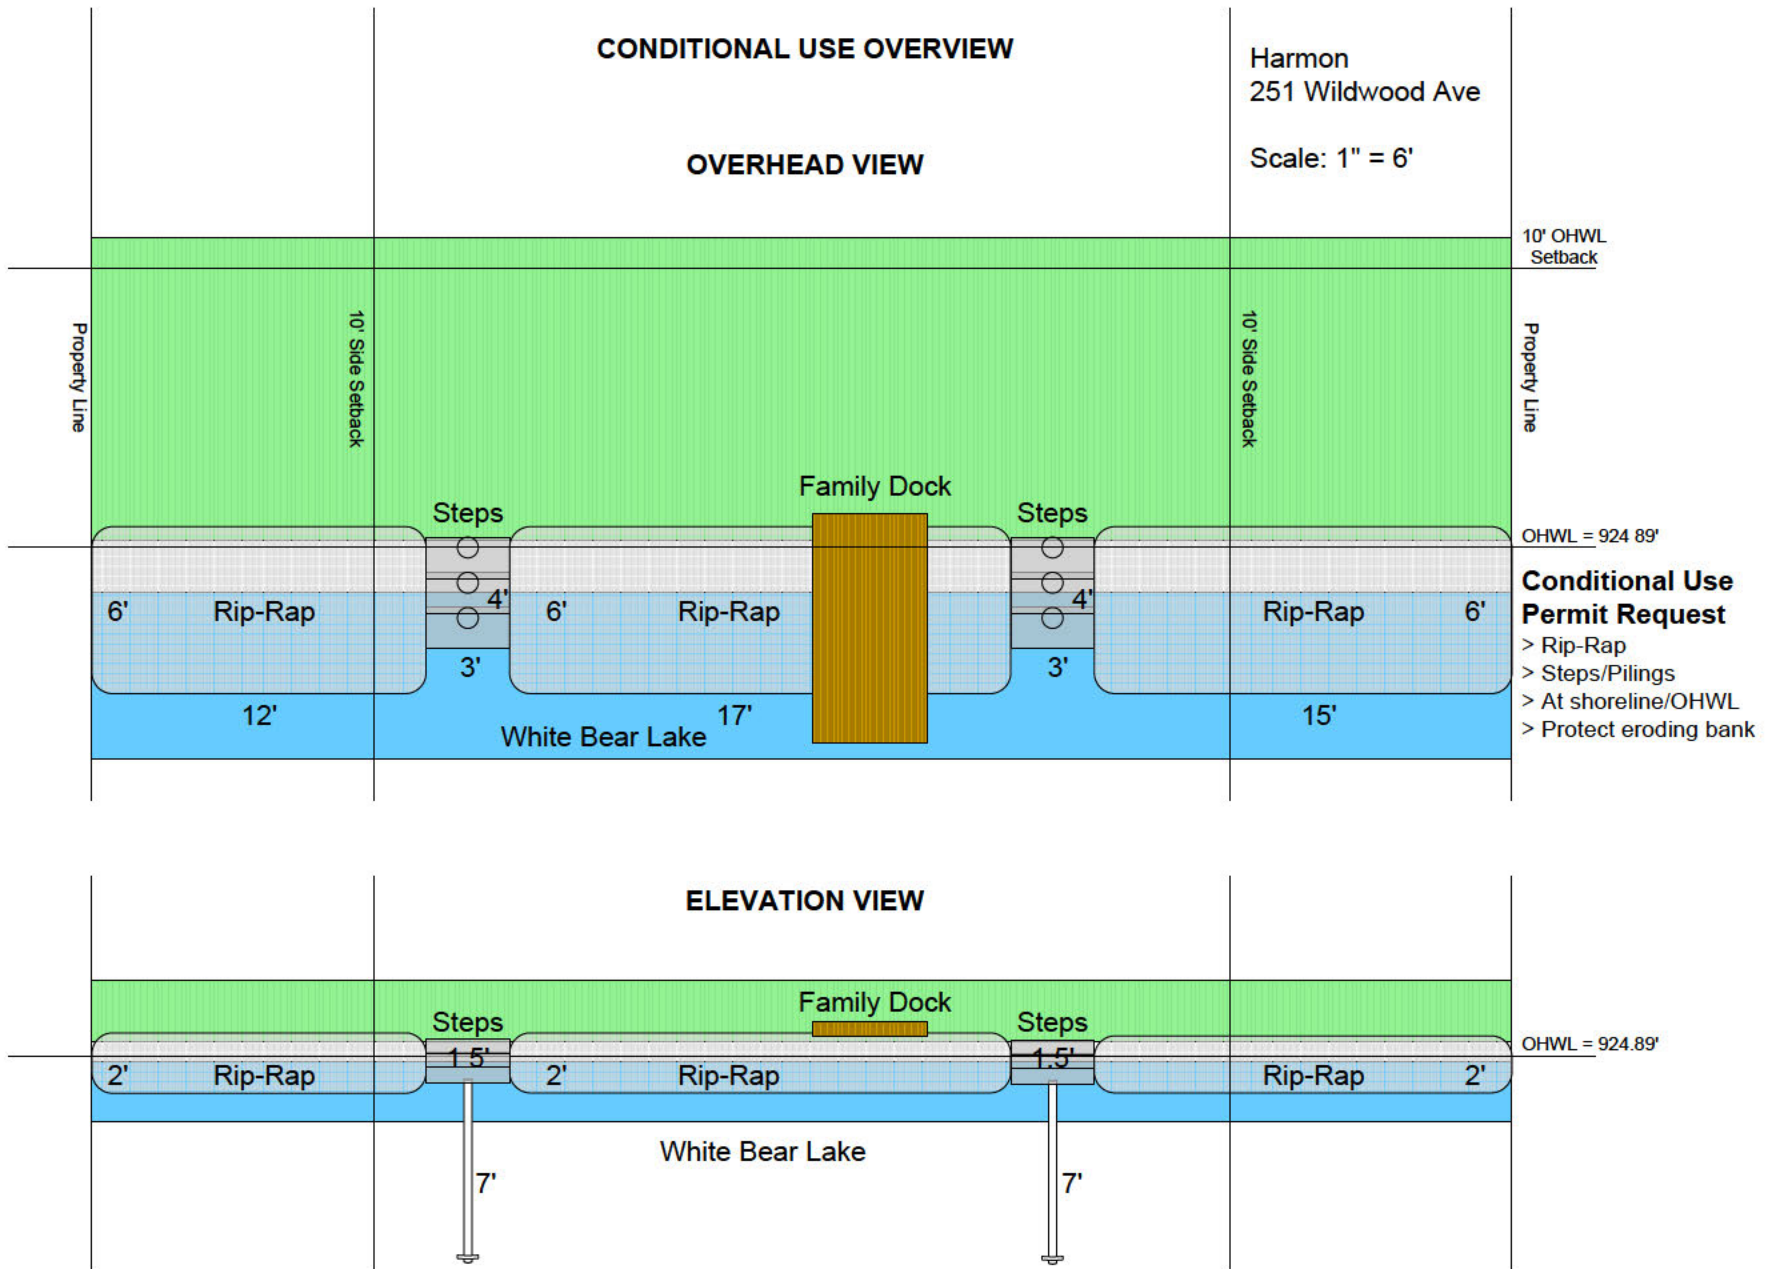 CONDITIONAL USE OVERVIEW
Harmon
251 Wildwood Ave
OVERHEAD VIEW
Scale: 1" = 6'
10' OHWL
Setback
Property Line
10' Side Setback
10' Side Setback
Property Line
Family Dock
Steps
Steps
OHWL = 924 89'
6'
Rip-Rap
4'
6'
Rip-Rap
4'
Rip-Rap
6'
3'
3'
12'
17'
15'
White Bear Lake
Conditional Use
Permit Request
> Rip-Rap
> Steps/Pilings
> At shoreline/OHWL
> Protect eroding bank
ELEVATION VIEW
Family Dock
Steps
Steps
OHWL = 924.89'
1 5'
1.5'
2'
Rip-Rap
2'
Rip-Rap
Rip-Rap
2'
White Bear Lake
7'
7'